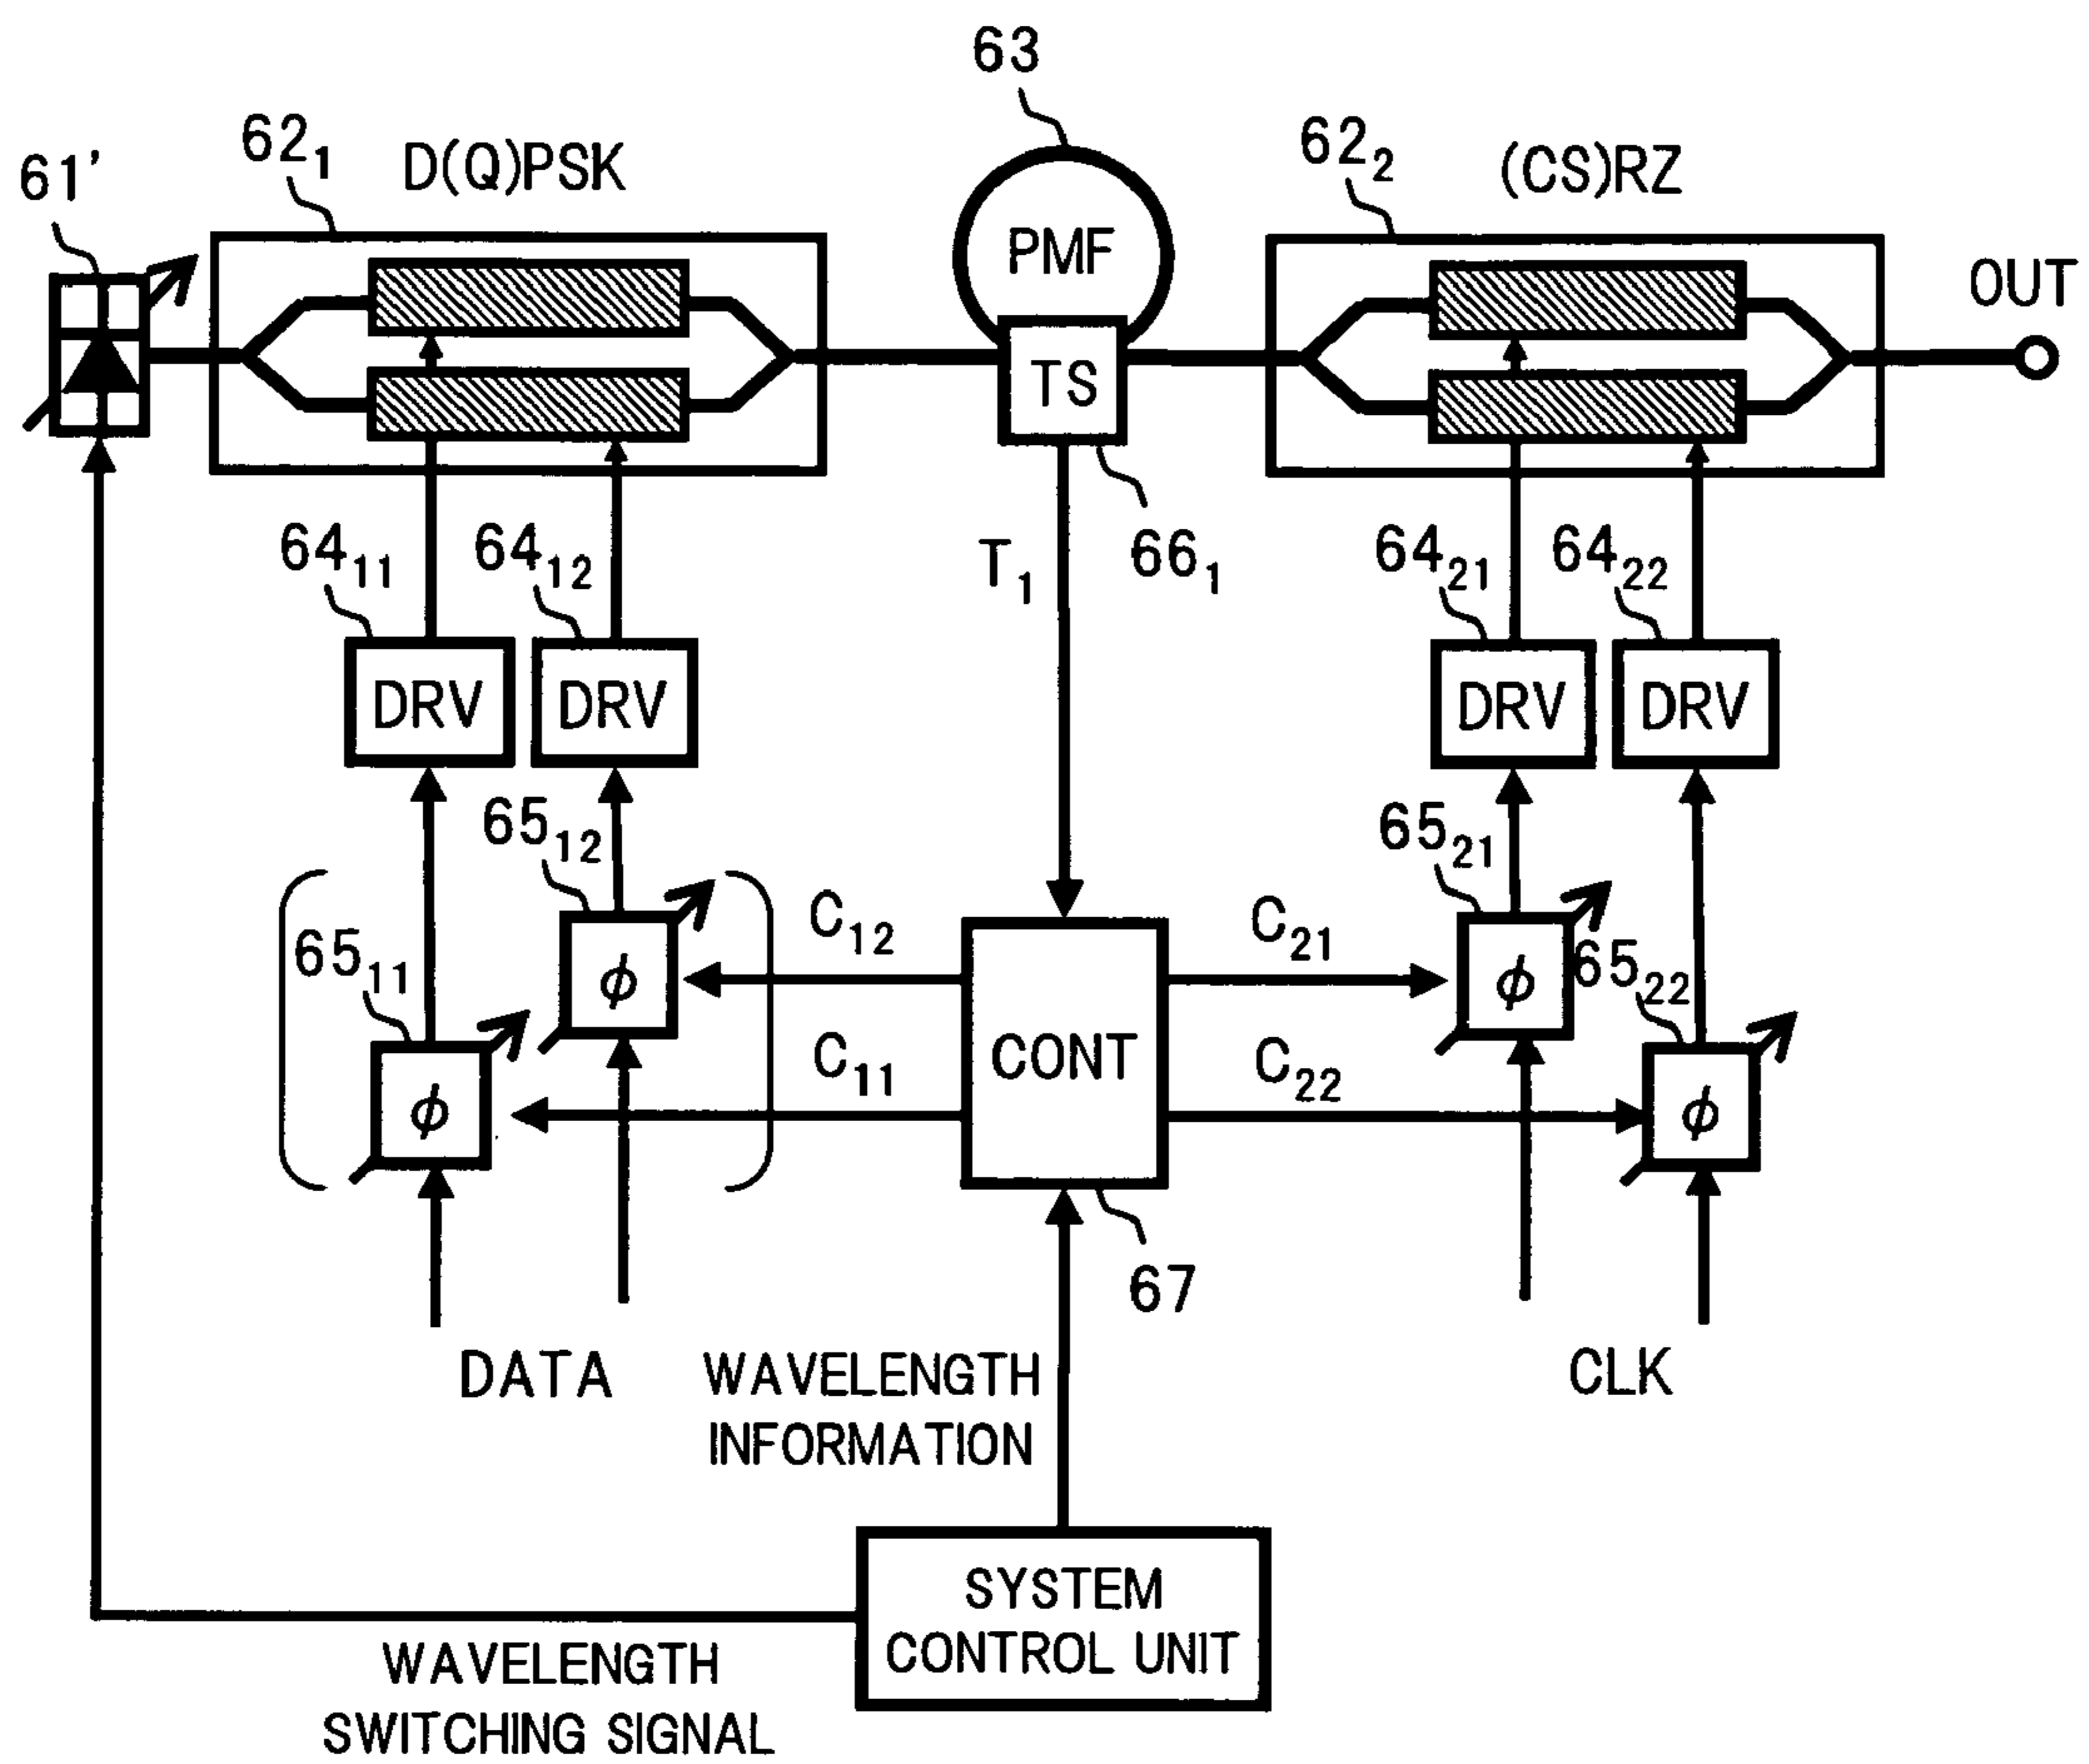 63
61'
62₁
D(Q)PSK
62₂
(CS)RZ
PMF
OUT
TS
64₁₁
64₁₂
T₁
66₁
64₂₁
64₂₂
DRV
DRV
DRV
DRV
65₁₂
65₂₁
65₁₁
C₁₂
C₂₁
65₂₂
ϕ
ϕ
C₁₁
CONT
C₂₂
ϕ
ϕ
67
DATA
WAVELENGTH
INFORMATION
CLK
SYSTEM
CONTROL UNIT
WAVELENGTH
SWITCHING SIGNAL